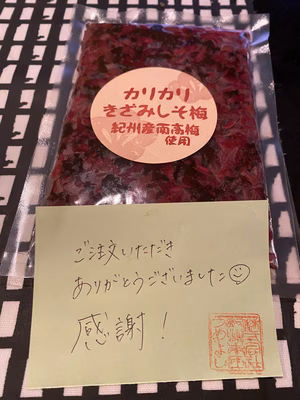 カリカリ
きざみしそ梅
紀州産南高梅
使用
ご注文いただき
ありがとうございました
感謝！